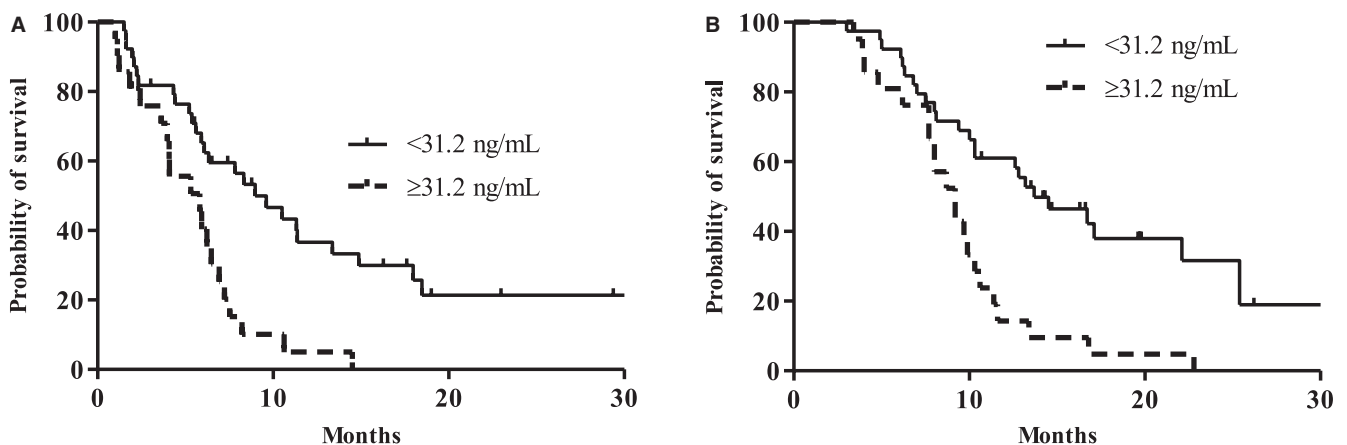 A
100
80
60
40
20
0
Probability of survival
<31.2 ng/mL
≥31.2 ng/mL
0 10 20 30
Months
B
100
80
60
40
20
0
Probability of survival
<31.2 ng/mL
≥31.2 ng/mL
0 10 20 30
Months